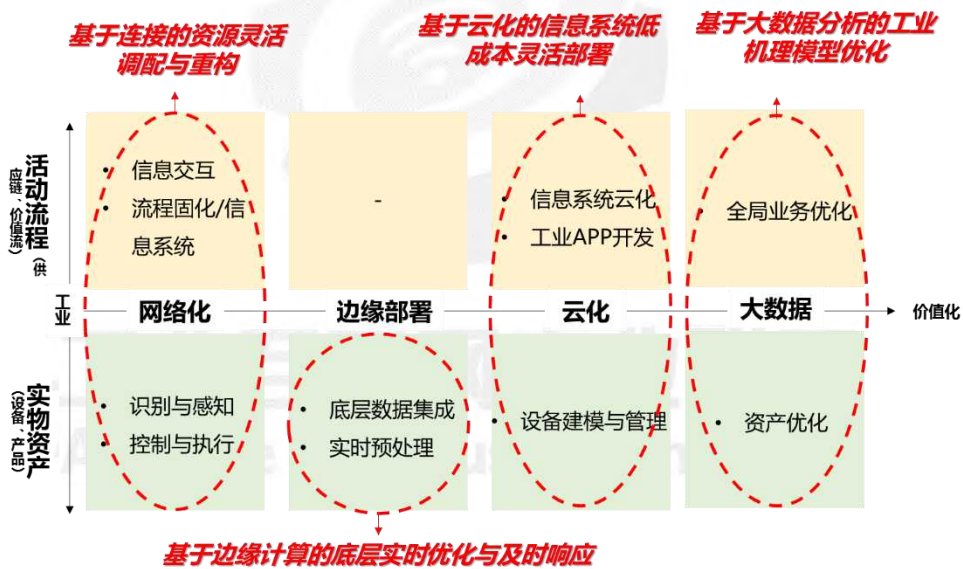 基于连接的资源灵活
调配与重构
基于云化的信息系统低
成本灵活部署
基于大数据分析的工业
机理模型优化
活动流程(供
应链、价值流)
• 信息交互
• 流程固化/信
息系统
-
• 信息系统云化
• 工业APP开发
• 全局业务优化
工业
网络化
边缘部署
云化
大数据
价值化
实物资产
(设备、产品)
• 识别与感知
• 控制与执行
• 底层数据集成
• 实时预处理
• 设备建模与管理
• 资产优化
基于边缘计算的底层实时优化与及时响应